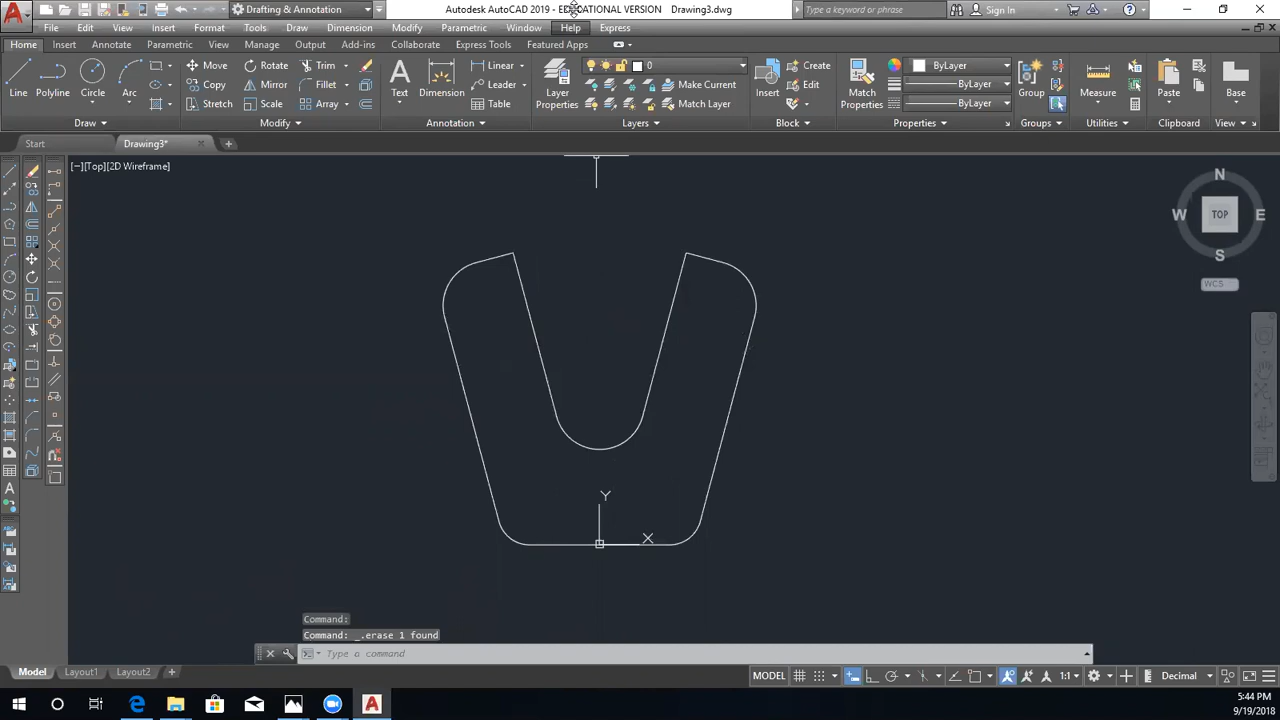 Drafting & Annotation
Autodesk AutoCAD 2019 - EDUCATIONAL VERSION Drawing3.dwg
Type a keyword or phrase
Sign In
File Edit View Insert Format Tools Draw Dimension Modify Parametric Window Help Express
Home Insert Annotate Parametric View Manage Output Add-ins Collaborate Express Tools Featured Apps
Line Polyline Circle Arc
Move Rotate Trim
Copy Mirror Fillet
Stretch Scale Array
Text Dimension
Linear
Leader
Table
Layer Properties
0
Make Current
Match Layer
Insert
Create
Edit
Match Properties
ByLayer
ByLayer
ByLayer
Group
Measure
Paste
Base
Draw Modify Annotation Layers Block Properties Groups Utilities Clipboard View
Start Drawing3*
[−][Top][2D Wireframe]
N
W TOP E
S
WCS
Y
X
Command:
Command: _.erase 1 found
Type a command
Model Layout1 Layout2
MODEL 1:1 Decimal
5:44 PM
9/19/2018